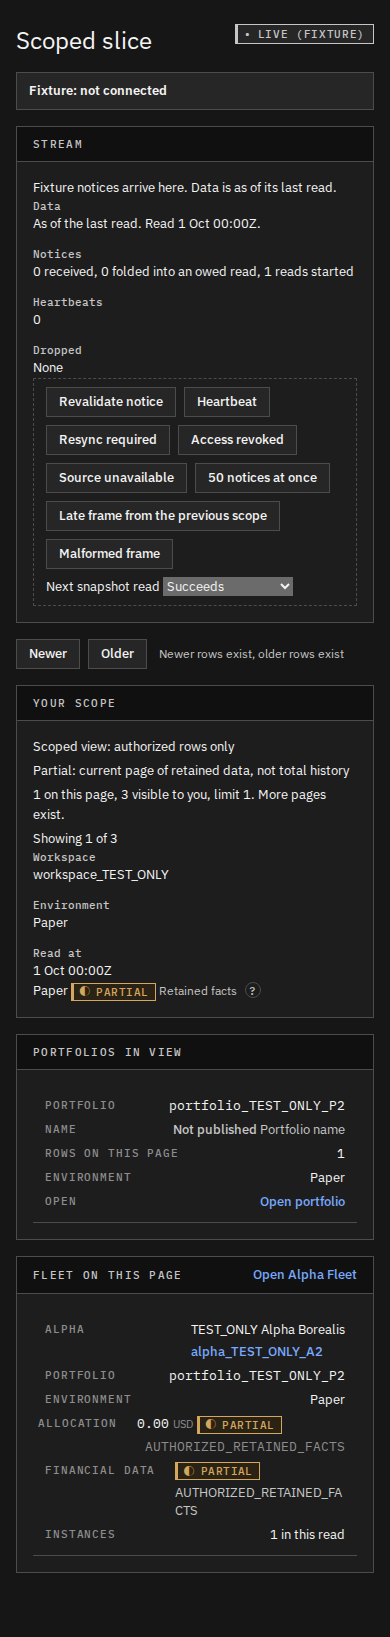 Scoped slice
• LIVE (FIXTURE)
Fixture: not connected
STREAM
Fixture notices arrive here. Data is as of its last read.
Data
As of the last read. Read 1 Oct 00:00Z.
Notices
0 received, 0 folded into an owed read, 1 reads started
Heartbeats
0
Dropped
None
Revalidate notice
Heartbeat
Resync required
Access revoked
Source unavailable
50 notices at once
Late frame from the previous scope
Malformed frame
Next snapshot read Succeeds
Newer
Older
Newer rows exist, older rows exist
YOUR SCOPE
Scoped view: authorized rows only
Partial: current page of retained data, not total history
1 on this page, 3 visible to you, limit 1. More pages
exist.
Showing 1 of 3
Workspace
workspace_TEST_ONLY
Environment
Paper
Read at
1 Oct 00:00Z
Paper PARTIAL Retained facts ?
PORTFOLIOS IN VIEW
PORTFOLIO portfolio_TEST_ONLY_P2
NAME Not published Portfolio name
ROWS ON THIS PAGE 1
ENVIRONMENT Paper
OPEN Open portfolio
FLEET ON THIS PAGE Open Alpha Fleet
ALPHA TEST_ONLY Alpha Borealis
alpha_TEST_ONLY_A2
PORTFOLIO portfolio_TEST_ONLY_P2
ENVIRONMENT Paper
ALLOCATION 0.00 USD PARTIAL
AUTHORIZED_RETAINED_FACTS
FINANCIAL DATA PARTIAL
AUTHORIZED_RETAINED_FA
CTS
INSTANCES 1 in this read